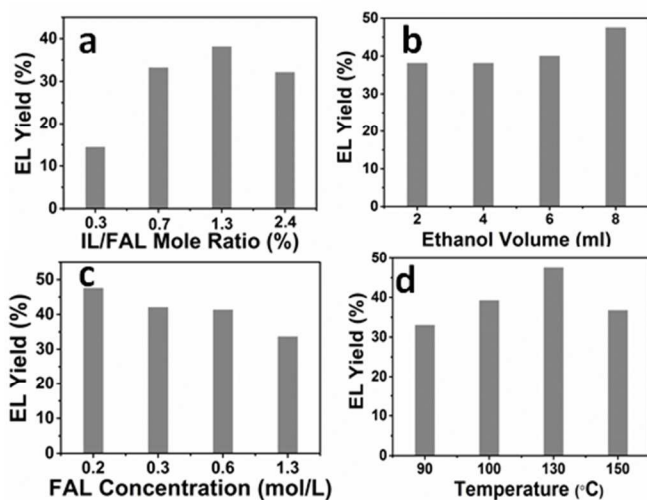 a
EL Yield (%)
40
30
20
10
0
0.3 0.7 1.3 2.4
IL/FAL Mole Ratio (%)
b
EL Yield (%)
50
40
30
20
10
0
2 4 6 8
Ethanol Volume (ml)
c
EL Yield (%)
50
40
30
20
10
0
0.2 0.3 0.6 1.3
FAL Concentration (mol/L)
d
EL Yield (%)
50
40
30
20
10
0
90 100 130 150
Temperature (°C)